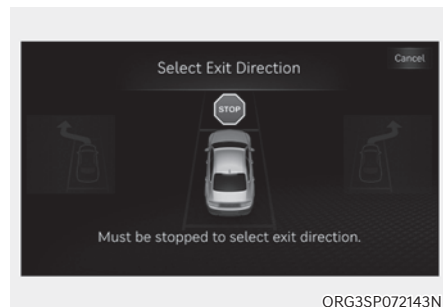 Select Exit Direction
Cancel
STOP
Must be stopped to select exit direction.
ORG3SP072143N